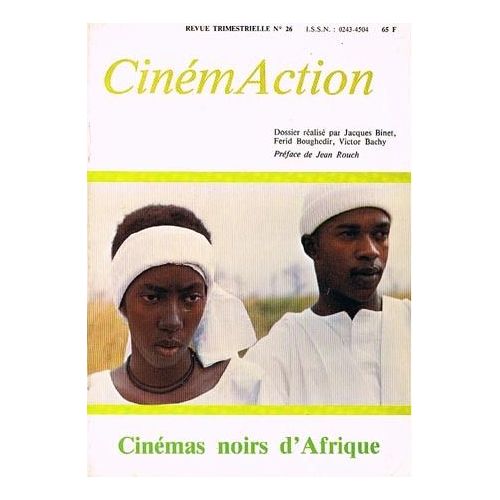 REVUE TRIMESTRIELLE N° 26 I.S.S.N. : 0243-4504 65 F
CinémAction
Dossier réalisé par Jacques Binet,
Ferid Boughedir, Victor Bachy
Préface de Jean Rouch
Cinémas noirs d'Afrique